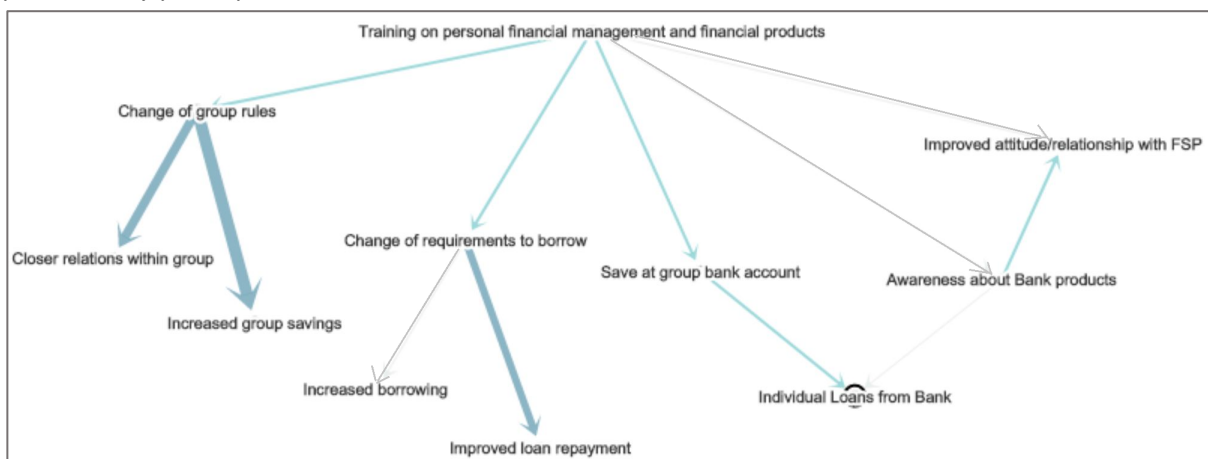 Training on personal financial management and financial products
Change of group rules
Improved attitude/relationship with FSP
Change of requirements to borrow
Closer relations within group
Save at group bank account
Awareness about Bank products
Increased group savings
Increased borrowing
Individual Loans from Bank
Improved loan repayment